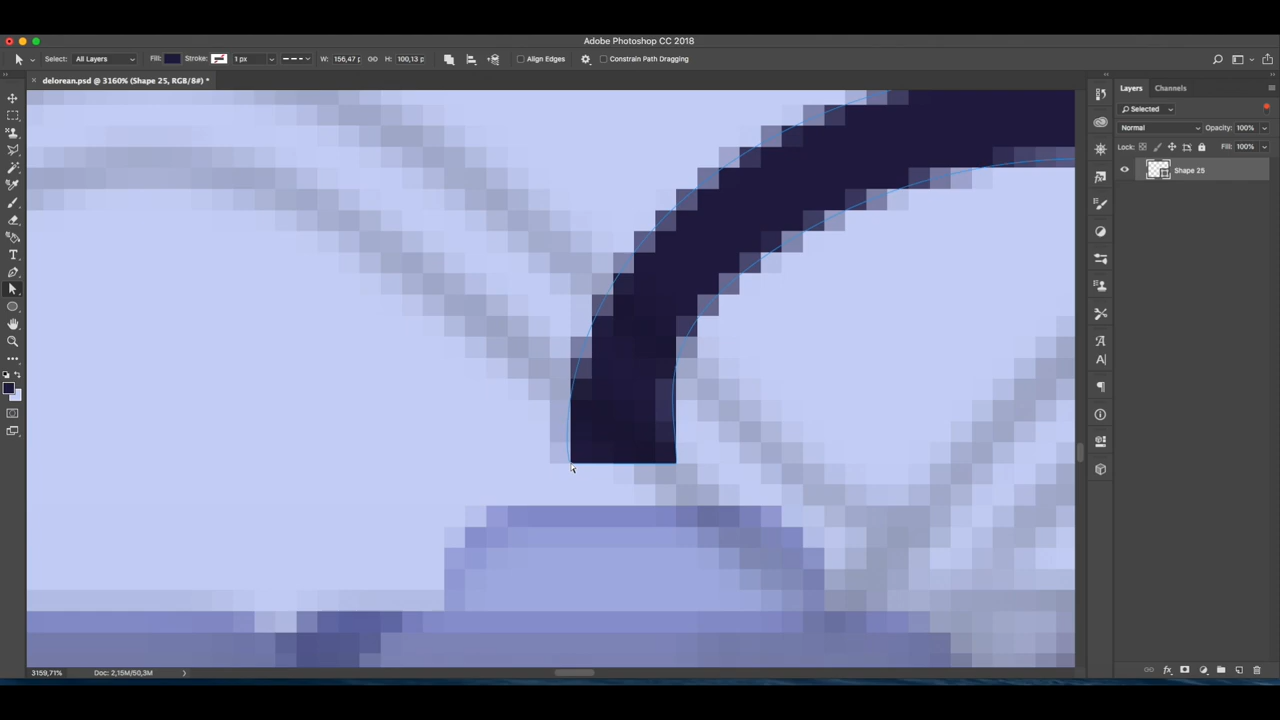 Adobe Photoshop CC 2018
Select: All Layers Fill: Stroke: 1 px W: 156,47 p H: 100,13 p Align Edges Constrain Path Dragging
× delorean.psd @ 3160% (Shape 25, RGB/8#) *
Layers Channels
Selected
Normal Opacity: 100%
Lock: Fill: 100%
Shape 25
3159,71% Doc: 2,15M/50,3M